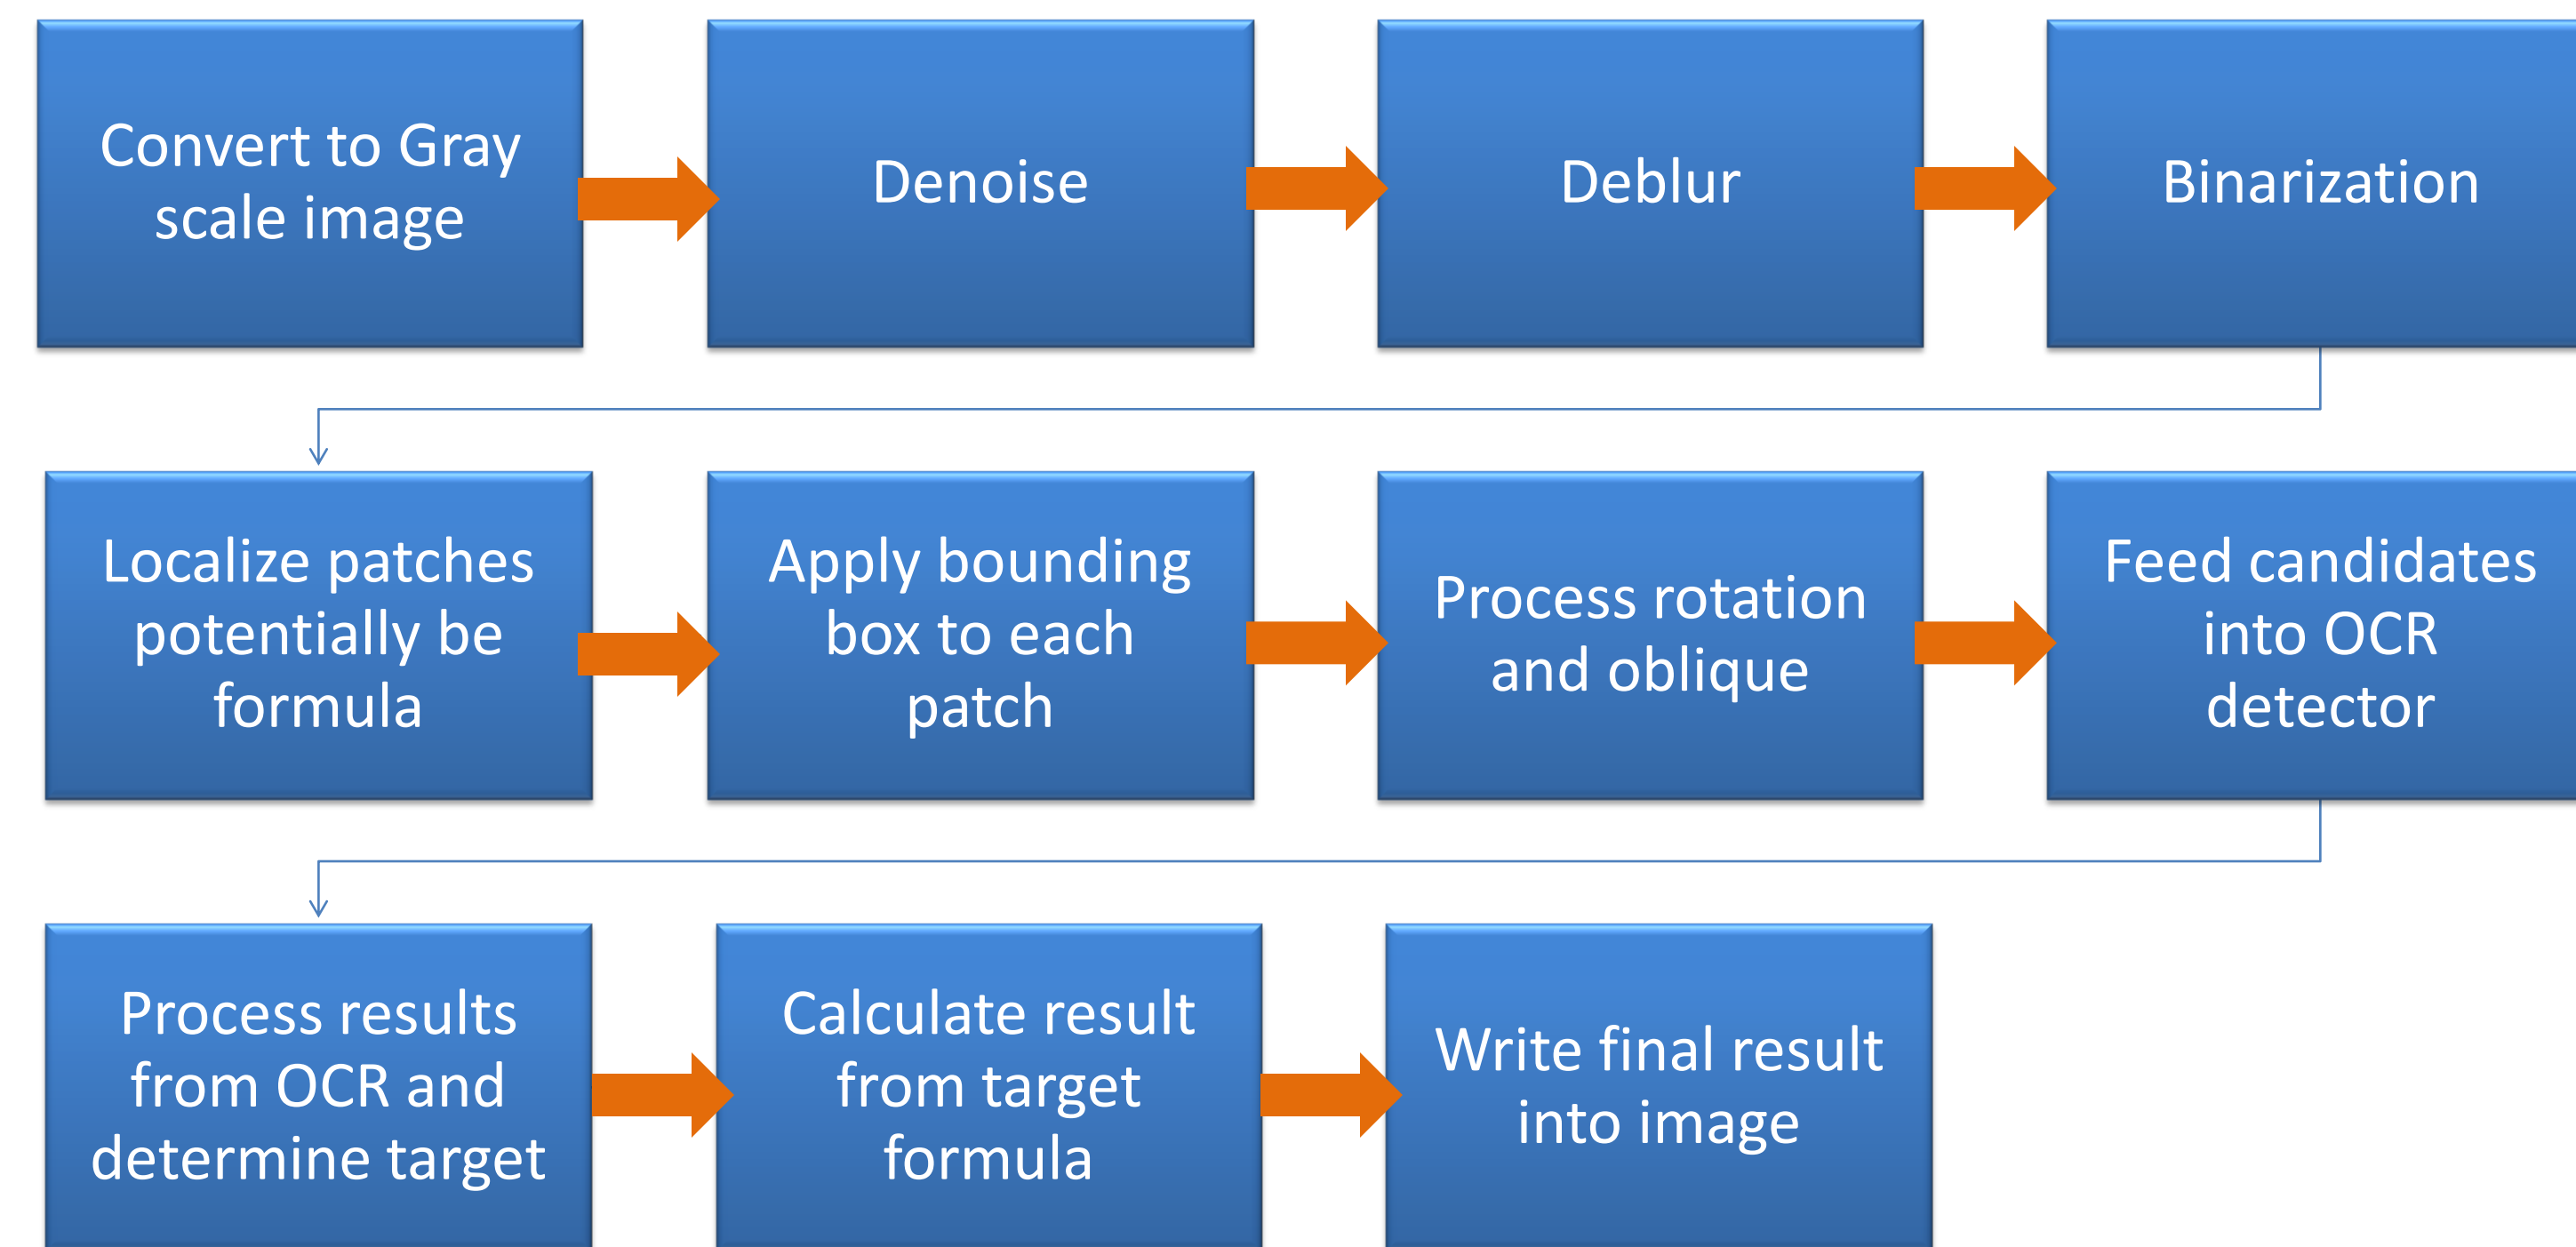 Convert to Gray
scale image
Denoise
Deblur
Binarization
Localize patches
potentially be
formula
Apply bounding
box to each
patch
Process rotation
and oblique
Feed candidates
into OCR
detector
Process results
from OCR and
determine target
Calculate result
from target
formula
Write final result
into image